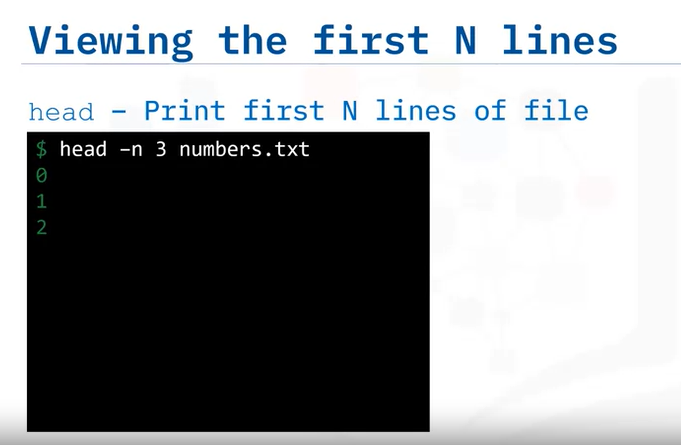 Viewing the first N lines
head – Print first N lines of file
$ head –n 3 numbers.txt
0
1
2